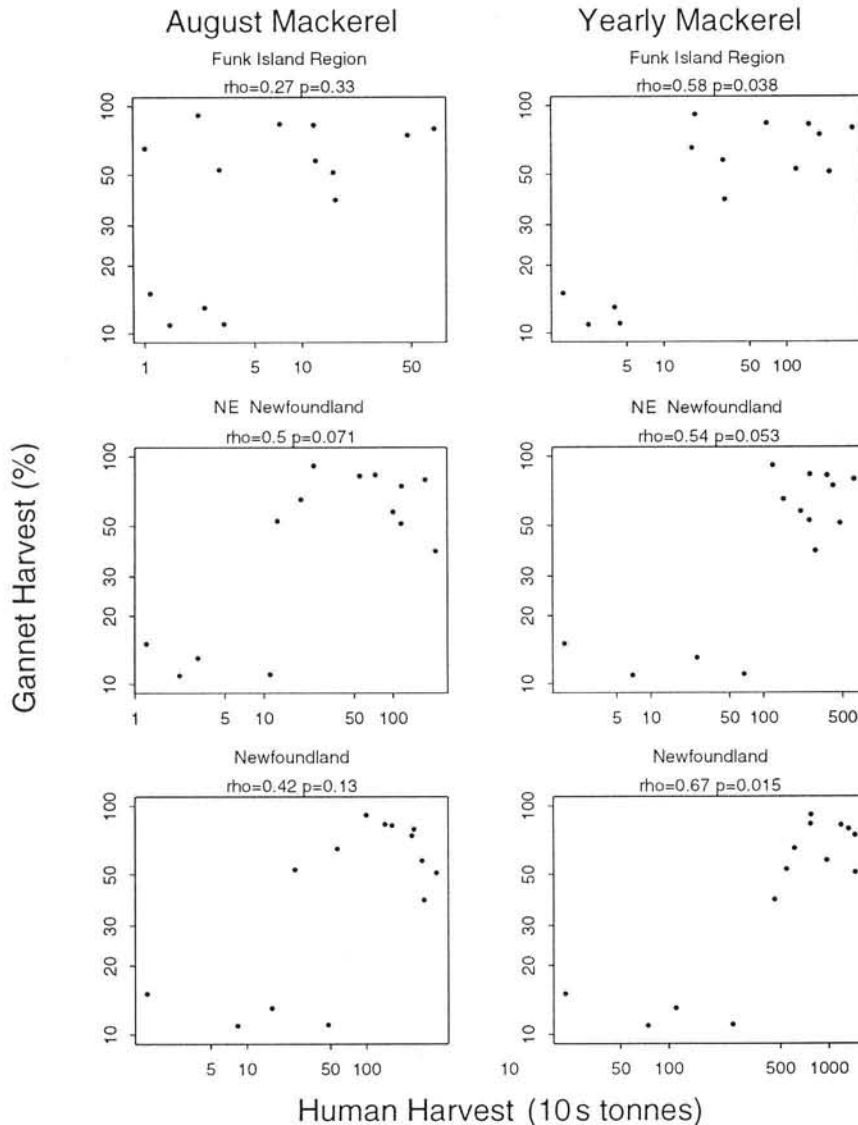 August Mackerel
Yearly Mackerel
Funk Island Region
rho=0.27 p=0.33
100
50
30
20
10
1 5 10 50
Funk Island Region
rho=0.58 p=0.038
100
50
30
20
10
5 10 50 100
NE Newfoundland
rho=0.5 p=0.071
100
50
30
20
10
1 5 10 50 100
NE Newfoundland
rho=0.54 p=0.053
100
50
30
20
10
5 10 50 100 500
Newfoundland
rho=0.42 p=0.13
100
50
30
20
10
5 10 50 100
Newfoundland
rho=0.67 p=0.015
100
50
30
20
10
10 50 100 500 1000
Gannet Harvest (%)
Human Harvest (10s tonnes)